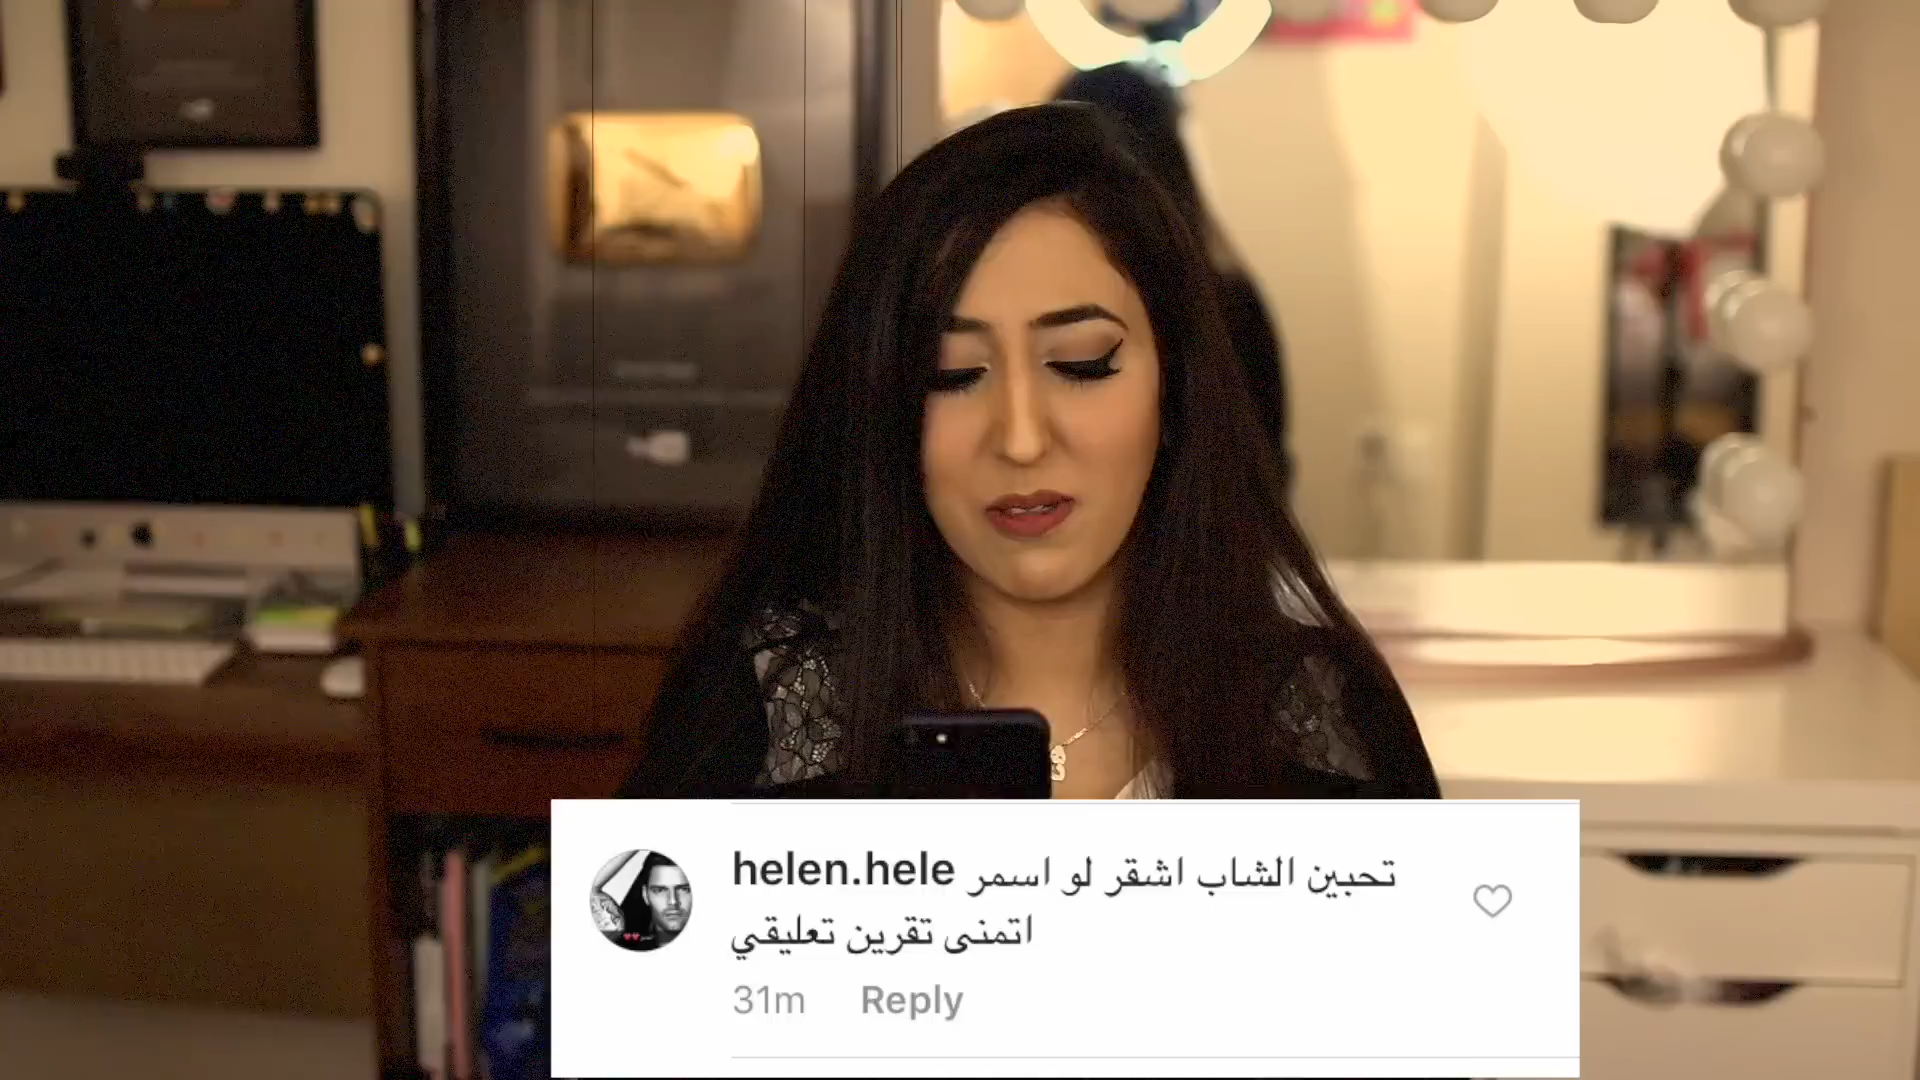 helen.hele تحبين الشاب اشقر لو اسمر
اتمنى تقرين تعليقي
31m Reply